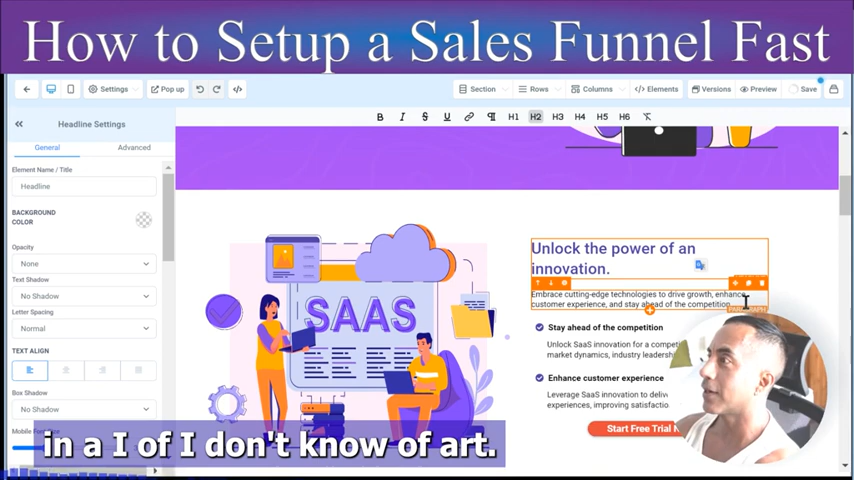 How to Setup a Sales Funnel Fast
Settings
Pop up
Section
Rows
Columns
</> Elements
Versions
Preview
Save
Headline Settings
B I S U H1 H2 H3 H4 H5 H6
General
Advanced
Element Name / Title
Headline
BACKGROUND
COLOR
Opacity
None
Text Shadow
No Shadow
Letter Spacing
Normal
TEXT ALIGN
Box Shadow
No Shadow
SAAS
Unlock the power of an
innovation.
Embrace cutting-edge technologies to drive growth, enhance
customer experience, and stay ahead of the competition.
PARAGRAPH
Stay ahead of the competition
Unlock SaaS innovation for a
market dynamics, industry
Enhance customer experience
Leverage SaaS innovation to
experiences, improving
Start Free Trial
in a I of I don't know of art.